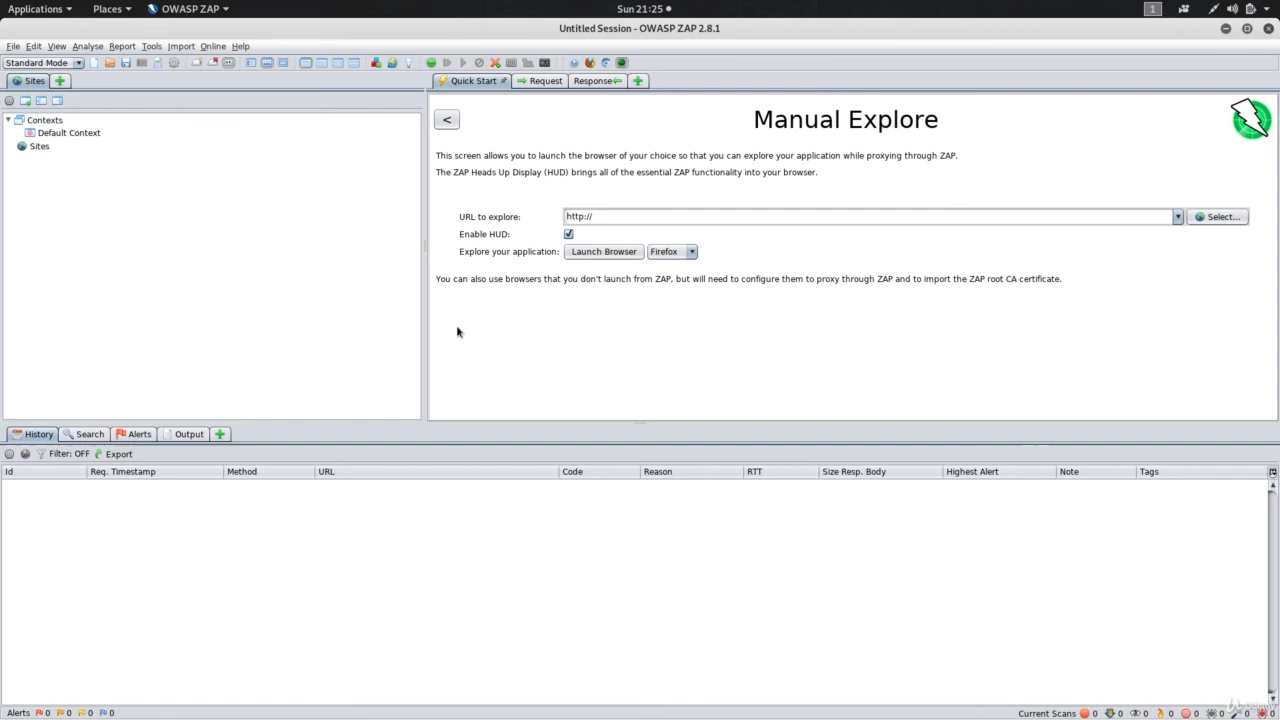 Applications Places OWASP ZAP Sun 21:25 1
Untitled Session - OWASP ZAP 2.8.1
File Edit View Analyse Report Tools Import Online Help
Standard Mode
Sites Quick Start Request Response
< Manual Explore
Contexts
Default Context
Sites
This screen allows you to launch the browser of your choice so that you can explore your application while proxying through ZAP.
The ZAP Heads Up Display (HUD) brings all of the essential ZAP functionality into your browser.
URL to explore: http:// Select...
Enable HUD:
Explore your application: Launch Browser Firefox
You can also use browsers that you don't launch from ZAP, but will need to configure them to proxy through ZAP and to import the ZAP root CA certificate.
History Search Alerts Output
Filter: OFF Export
Id Req. Timestamp Method URL Code Reason RTT Size Resp. Body Highest Alert Note Tags
Alerts 0 0 0 0 Current Scans 0 0 0 0 0 0 0 0